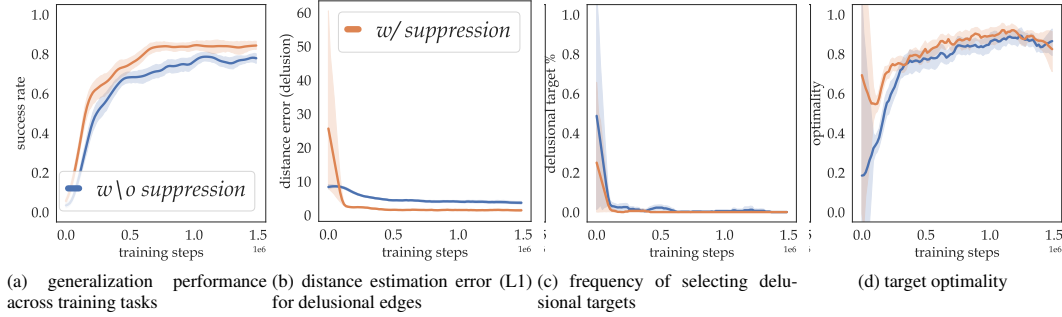 success rate
1.0
0.8
0.6
0.4
0.2
0.0
w\o suppression
0.0 0.5 1.0 1.5
1e6
training steps
distance error (delusion)
60
50
40
30
20
10
0
w/ suppression
0.0 0.5 1.0 1.5
1e6
training steps
delusional target %
1.0
0.8
0.6
0.4
0.2
0.0
0.0 0.5 1.0 1.5
1e6
training steps
optimality
1.0
0.8
0.6
0.4
0.2
0.0
0.0 0.5 1.0 1.5
1e6
training steps
(a) generalization performance
across training tasks
(b) distance estimation error (L1)
for delusional edges
(c) frequency of selecting delu-
sional targets
(d) target optimality